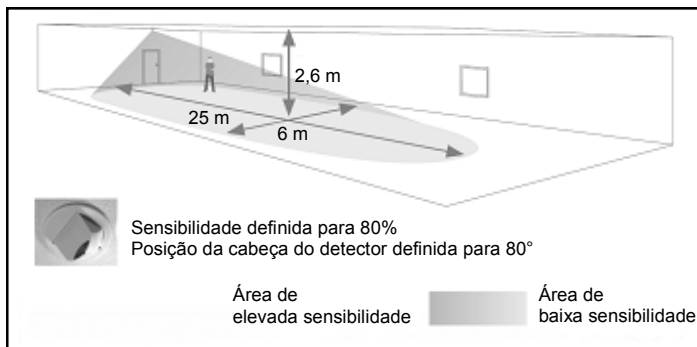 2,6 m
25 m
6 m
Sensibilidade definida para 80%
Posição da cabeça do detector definida para 80°
Área de
elevada sensibilidade
Área de
baixa sensibilidade